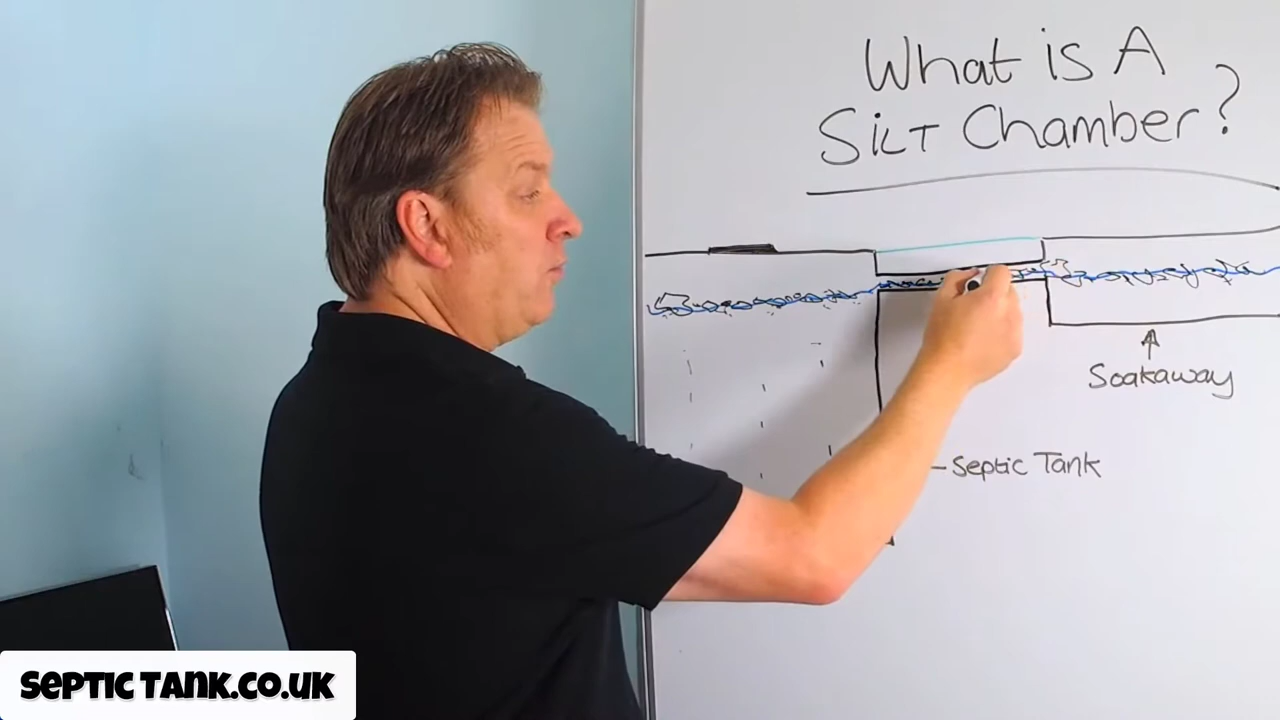 What is A
SiLT Chamber?
Soakaway
Septic Tank
SEPTIC TANK.CO.UK